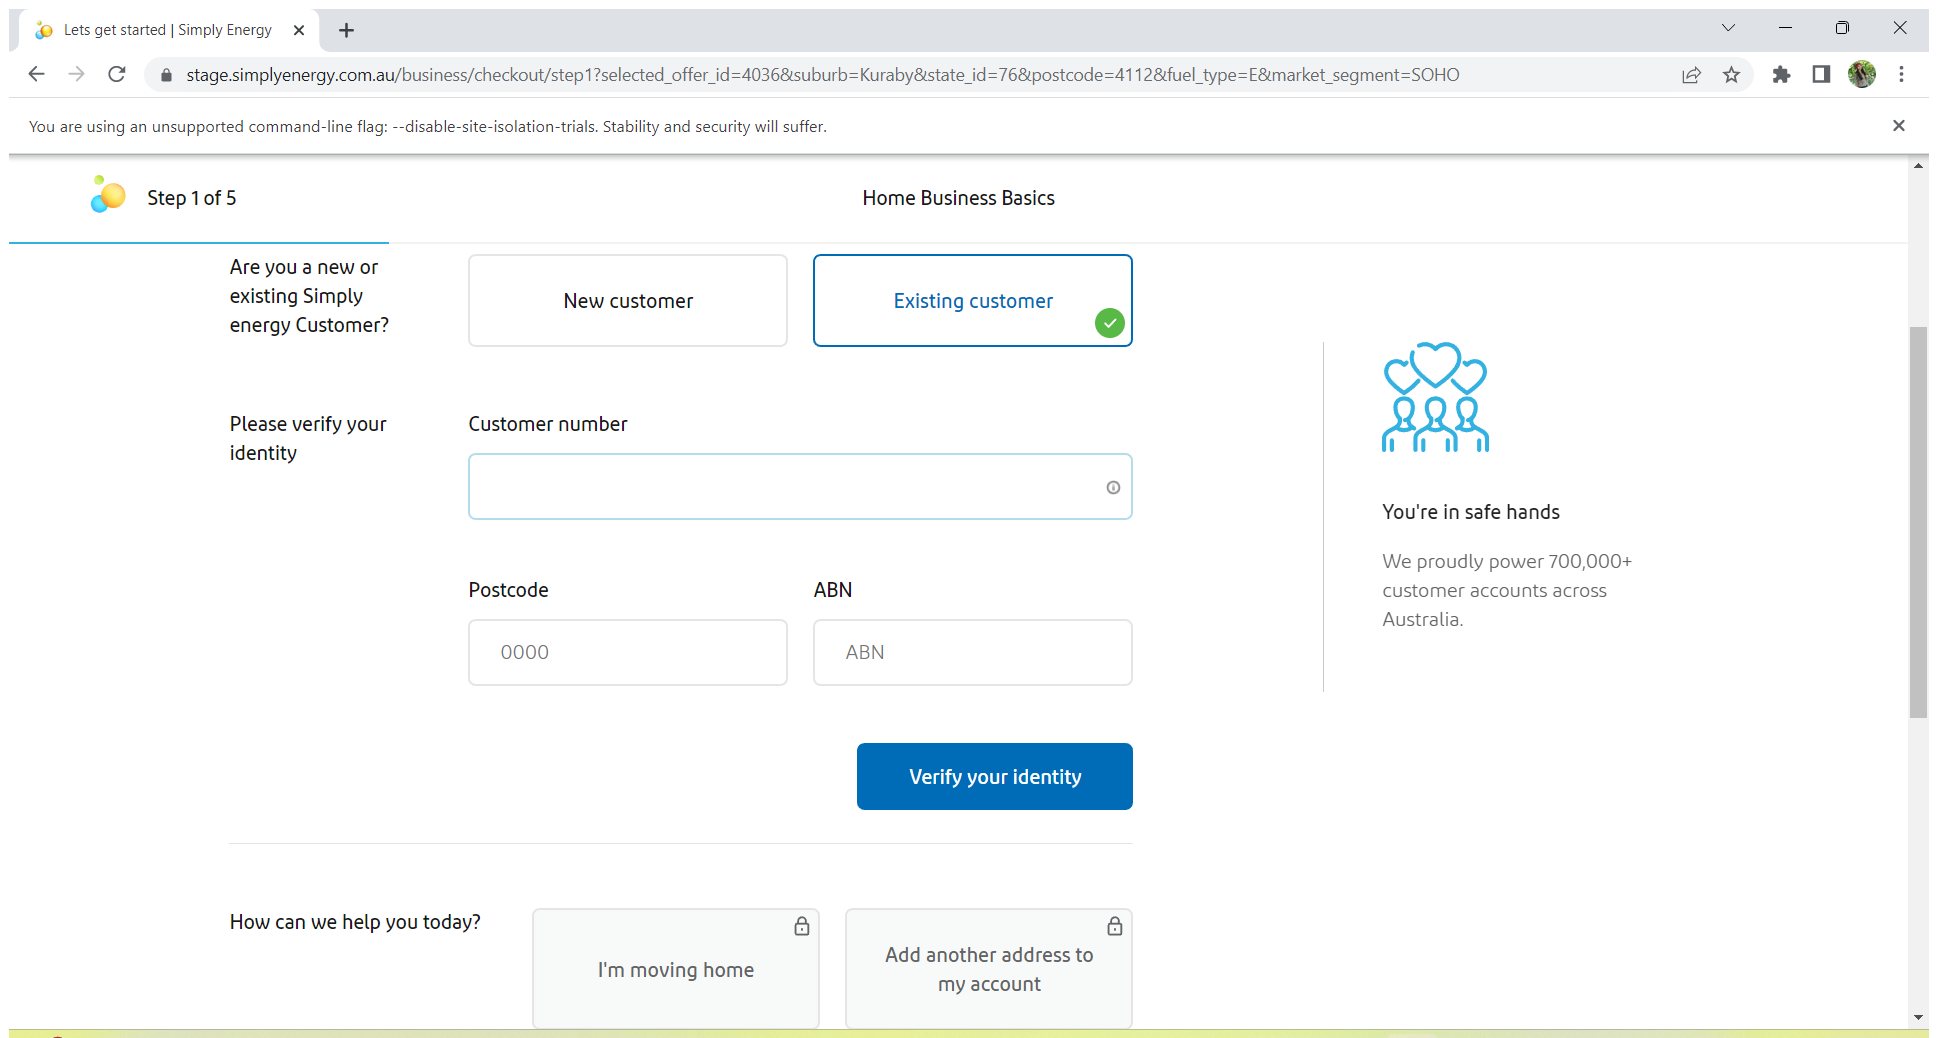 Lets get started | Simply Energy
stage.simplyenergy.com.au/business/checkout/step1?selected_offer_id=4036&suburb=Kuraby&state_id=76&postcode=4112&fuel_type=E&market_segment=SOHO
You are using an unsupported command-line flag: --disable-site-isolation-trials. Stability and security will suffer.
Step 1 of 5
Home Business Basics
Are you a new or
existing Simply
energy Customer?
New customer
Existing customer
Please verify your
identity
Customer number
Postcode
ABN
0000
ABN
Verify your identity
You're in safe hands
We proudly power 700,000+
customer accounts across
Australia.
How can we help you today?
I'm moving home
Add another address to
my account